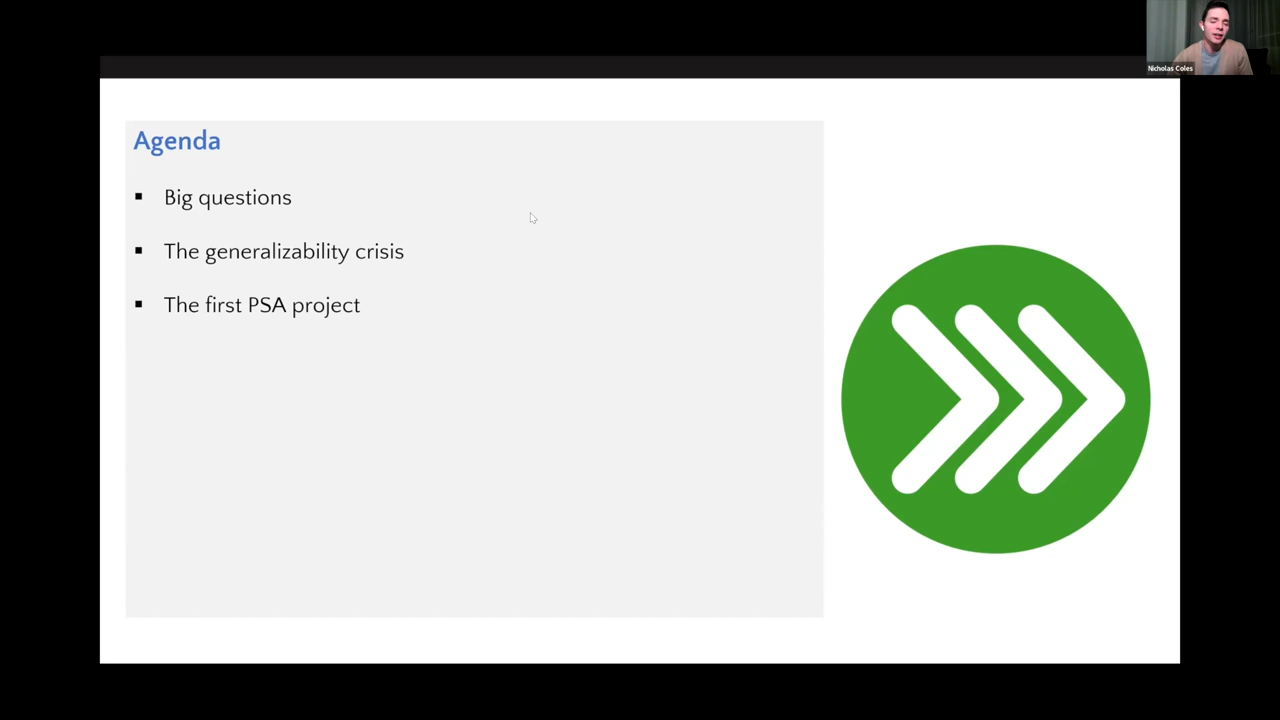 Nicholas Coles
Agenda
▪ Big questions
▪ The generalizability crisis
▪ The first PSA project